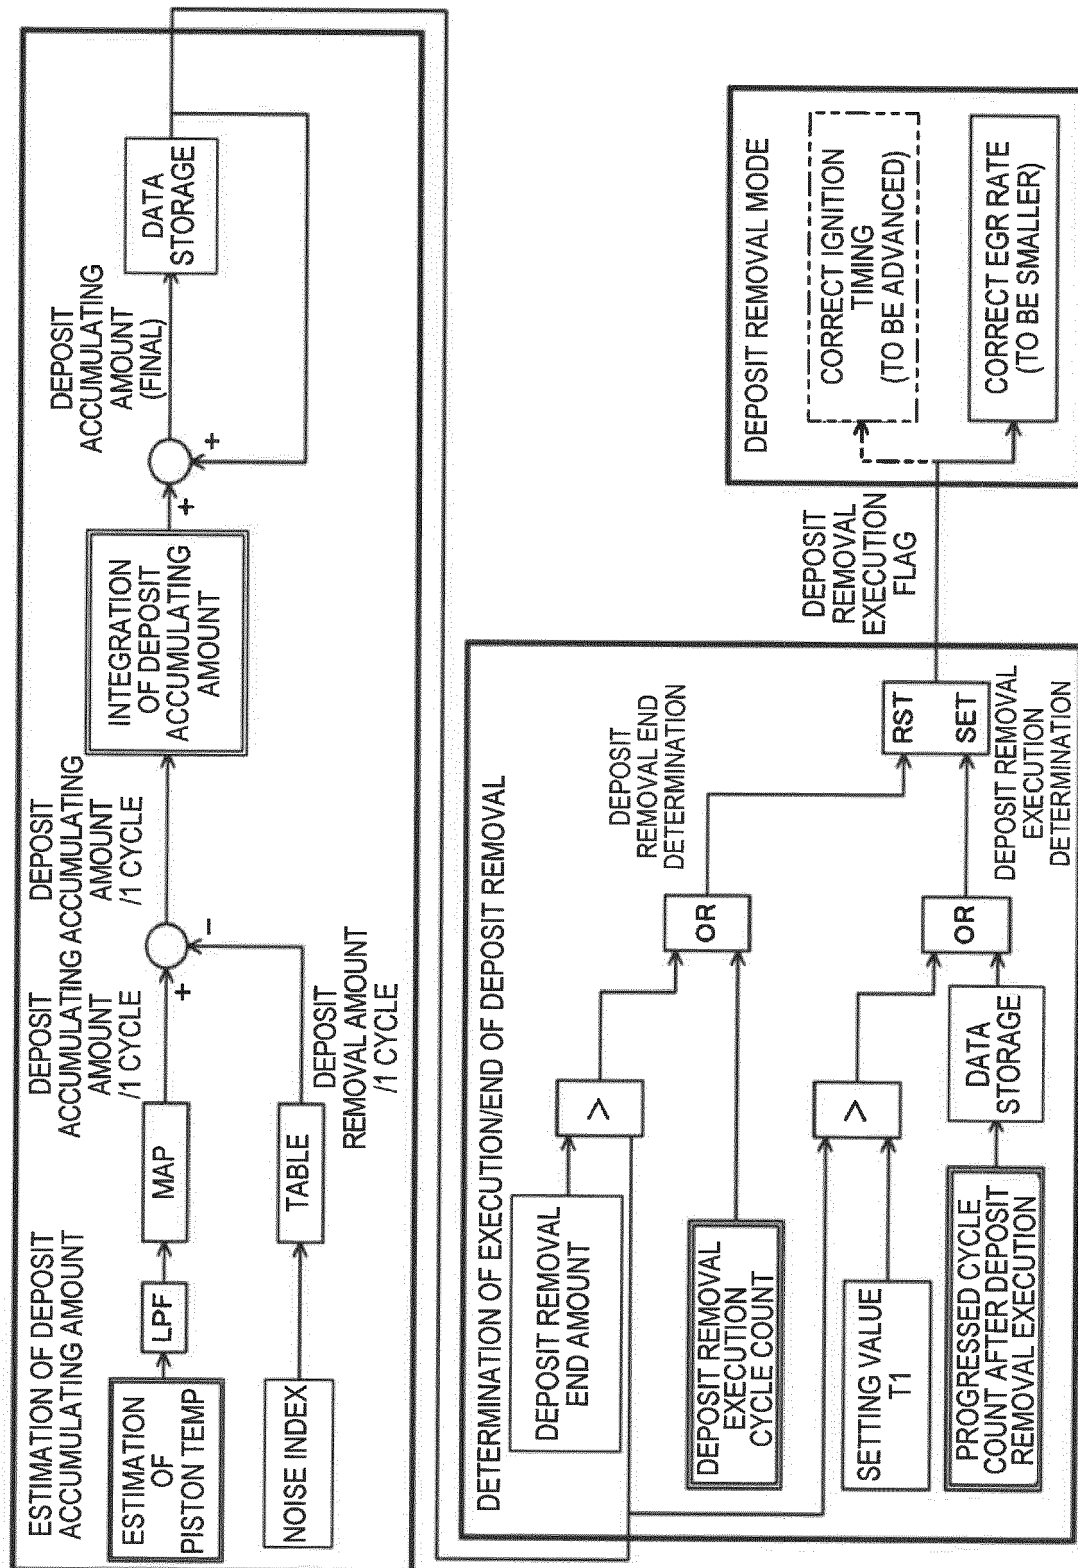 ESTIMATION OF DEPOSIT
ACCUMULATING AMOUNT
ESTIMATION
OF
PISTON TEMP
LPF
MAP
DEPOSIT
ACCUMULATING
AMOUNT
/1 CYCLE
NOISE INDEX
TABLE
DEPOSIT
REMOVAL AMOUNT
/1 CYCLE
+
-
DEPOSIT
ACCUMULATING
AMOUNT
/1 CYCLE
INTEGRATION
OF DEPOSIT
ACCUMULATING
AMOUNT
+
+
DEPOSIT
ACCUMULATING
AMOUNT
(FINAL)
DATA
STORAGE
DETERMINATION OF EXECUTION/END OF DEPOSIT REMOVAL
DEPOSIT REMOVAL
END AMOUNT
>
DEPOSIT REMOVAL
EXECUTION
CYCLE COUNT
OR
DEPOSIT
REMOVAL END
DETERMINATION
SETTING VALUE
T1
>
PROGRESSED CYCLE
COUNT AFTER DEPOSIT
REMOVAL EXECUTION
DATA
STORAGE
OR
RST
SET
DEPOSIT REMOVAL
EXECUTION
DETERMINATION
DEPOSIT
REMOVAL
EXECUTION
FLAG
DEPOSIT REMOVAL MODE
CORRECT IGNITION
TIMING
(TO BE ADVANCED)
CORRECT EGR RATE
(TO BE SMALLER)